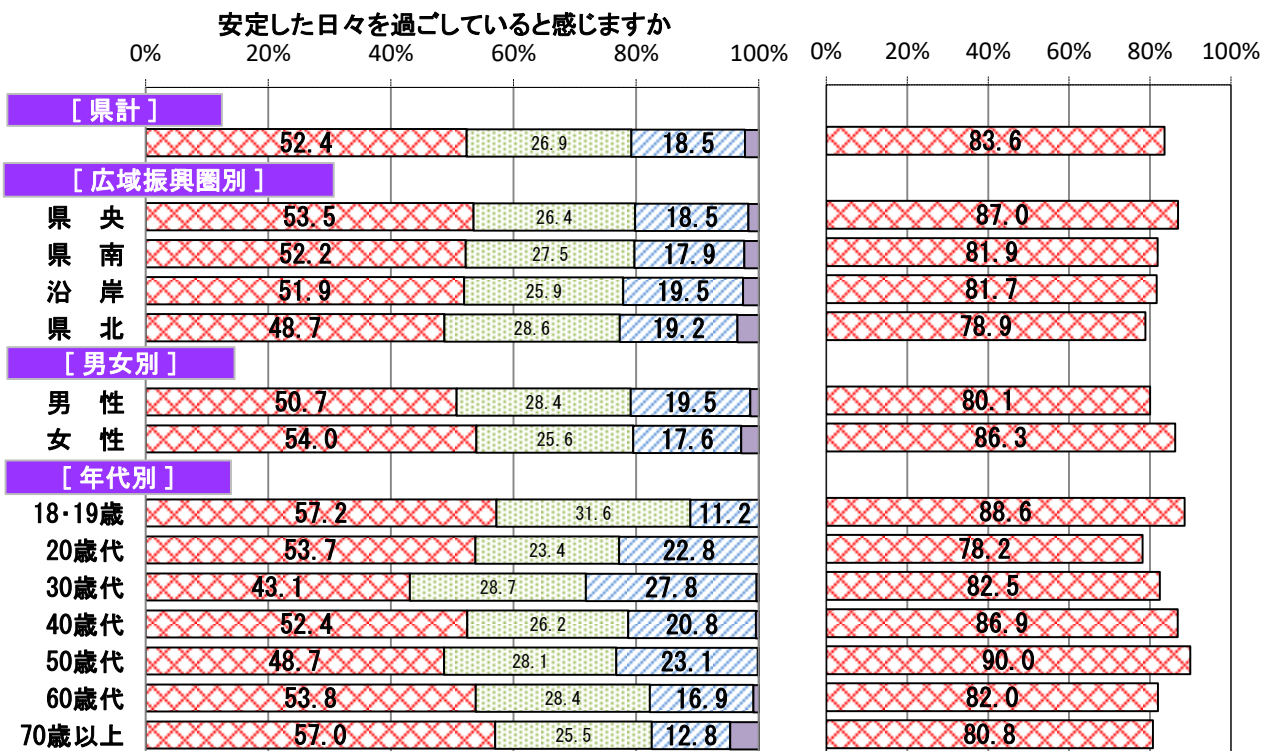 安定した日々を過ごしていると感じますか
0% 20% 40% 60% 80% 100% 0% 20% 40% 60% 80% 100%
[ 県計 ]
52.4 26.9 18.5 83.6
[ 広域振興圏別 ]
県 央 53.5 26.4 18.5 87.0
県 南 52.2 27.5 17.9 81.9
沿 岸 51.9 25.9 19.5 81.7
県 北 48.7 28.6 19.2 78.9
[ 男女別 ]
男 性 50.7 28.4 19.5 80.1
女 性 54.0 25.6 17.6 86.3
[ 年代別 ]
18・19歳 57.2 31.6 11.2 88.6
20歳代 53.7 23.4 22.8 78.2
30歳代 43.1 28.7 27.8 82.5
40歳代 52.4 26.2 20.8 86.9
50歳代 48.7 28.1 23.1 90.0
60歳代 53.8 28.4 16.9 82.0
70歳以上 57.0 25.5 12.8 80.8